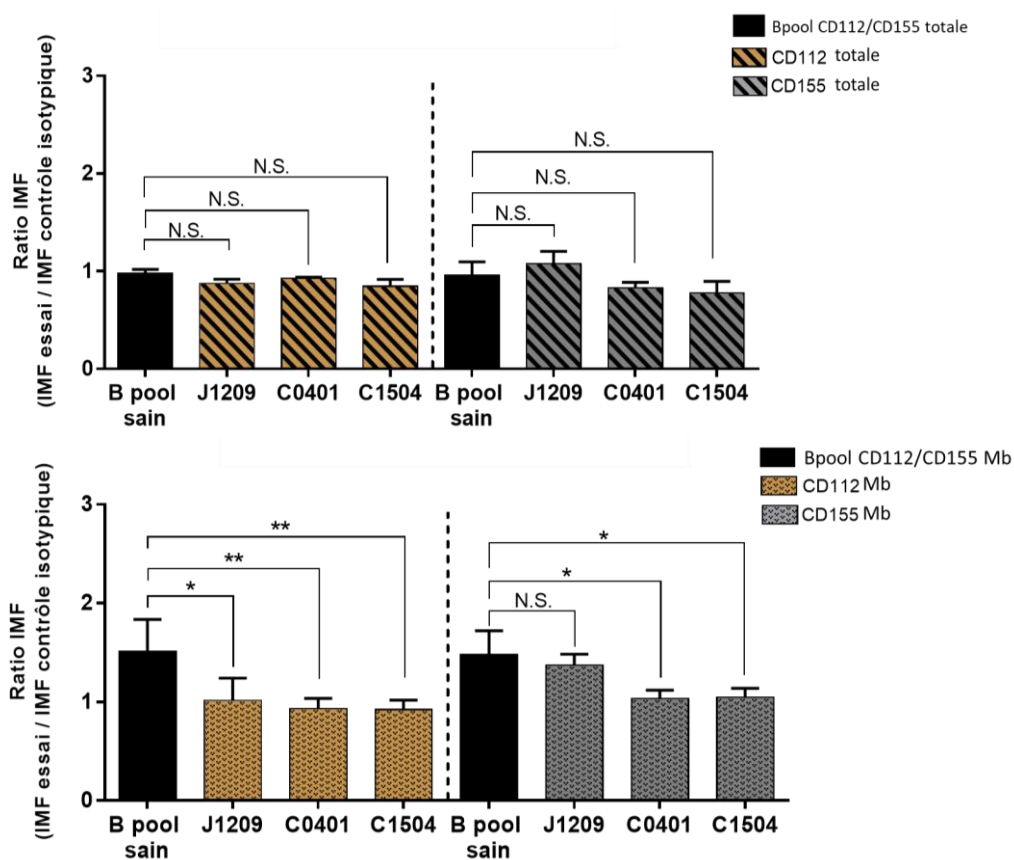 Bpool CD112/CD155 totale
CD112 totale
CD155 totale
Ratio IMF
(IMF essai / IMF contrôle isotypique)
3
2
1
0
N.S.
N.S.
N.S.
N.S.
N.S.
N.S.
B pool sain
J1209
C0401
C1504
B pool sain
J1209
C0401
C1504
Bpool CD112/CD155 Mb
CD112 Mb
CD155 Mb
Ratio IMF
(IMF essai / IMF contrôle isotypique)
3
2
1
0
**
**
*
*
*
N.S.
B pool sain
J1209
C0401
C1504
B pool sain
J1209
C0401
C1504